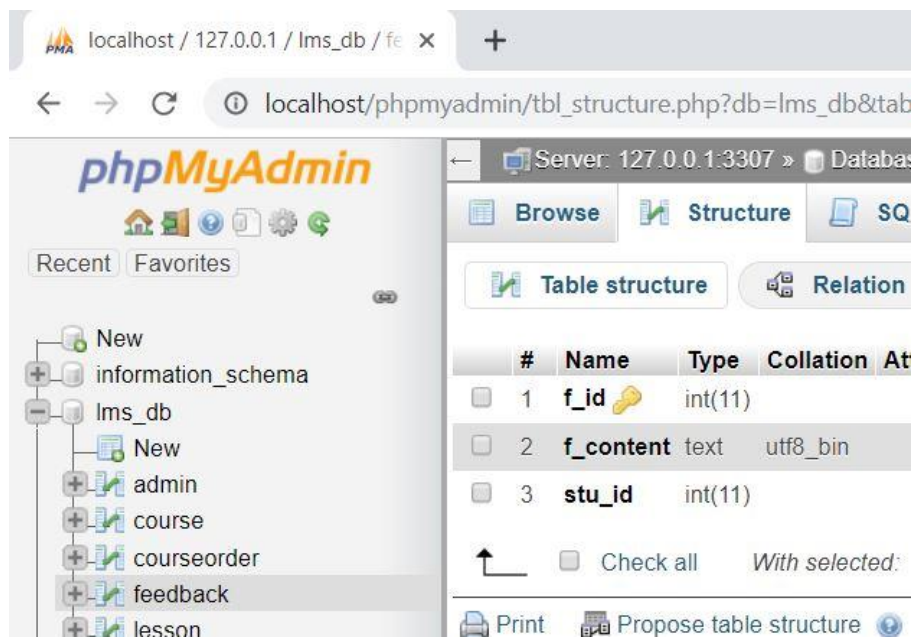 localhost / 127.0.0.1 / lms_db / fe
localhost/phpmyadmin/tbl_structure.php?db=lms_db&tab
phpMyAdmin
Recent Favorites
New
information_schema
lms_db
New
admin
course
courseorder
feedback
lesson
Server: 127.0.0.1:3307 » Databas
Browse Structure SQ
Table structure Relation
# Name Type Collation Att
1 f_id int(11)
2 f_content text utf8_bin
3 stu_id int(11)
Check all With selected:
Print Propose table structure